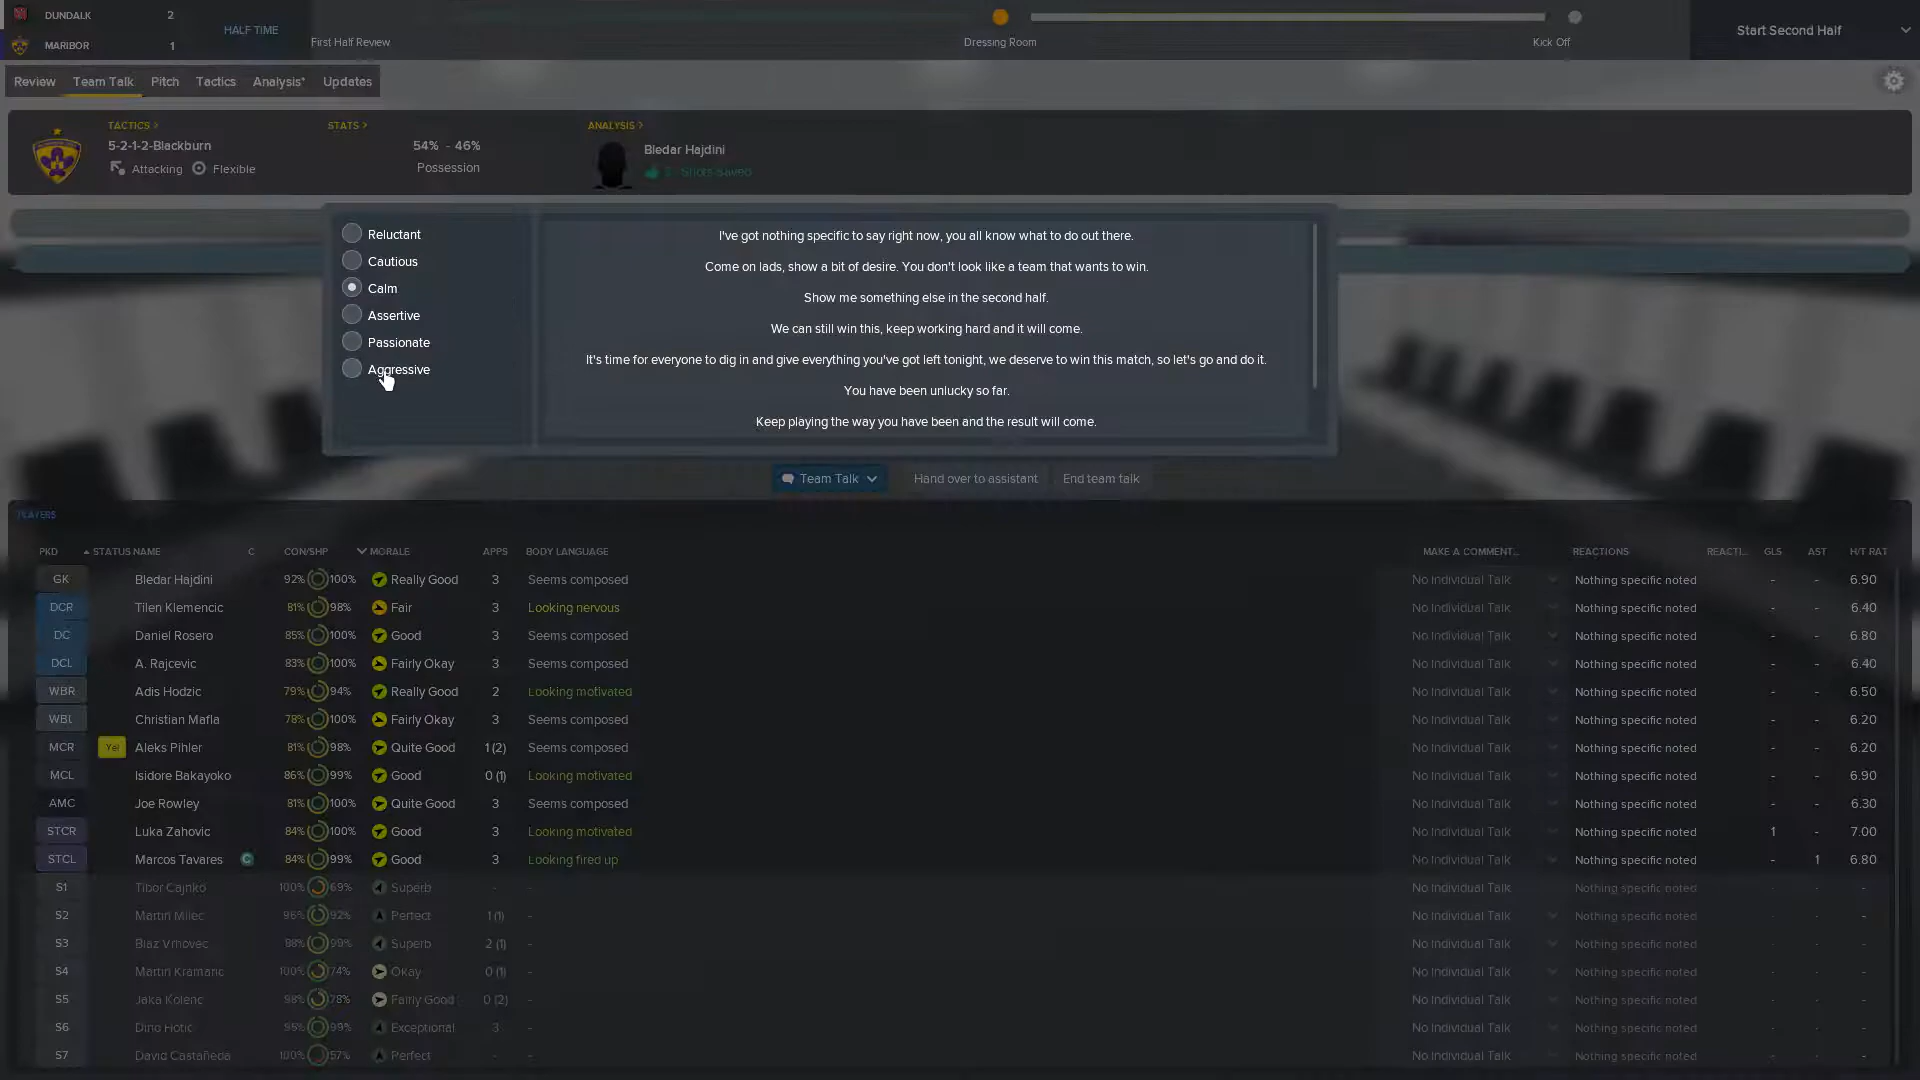 DUNDALK 2
HALF TIME
MARIBOR 1
First Half Review
Dressing Room
Kick Off
Start Second Half
Review Team Talk Pitch Tactics Analysis* Updates
TACTICS >
5-2-1-2-Blackburn
Attacking Flexible
STATS >
54% - 46%
Possession
ANALYSIS >
Bledar Hajdini
Shots Saved
Reluctant
Cautious
Calm
Assertive
Passionate
Aggressive
I've got nothing specific to say right now, you all know what to do out there.
Come on lads, show a bit of desire. You don't look like a team that wants to win.
Show me something else in the second half.
We can still win this, keep working hard and it will come.
It's time for everyone to dig in and give everything you've got left tonight, we deserve to win this match, so let's go and do it.
You have been unlucky so far.
Keep playing the way you have been and the result will come.
Team Talk Hand over to assistant End team talk
PLAYERS
PKD STATUS NAME C CON/SHP MORALE APPS BODY LANGUAGE MAKE A COMMENT... REACTIONS REACTI... GLS AST H/T RAT
GK Bledar Hajdini 92% 100% Really Good 3 Seems composed No Individual Talk Nothing specific noted - - 6.90
DCR Tilen Klemencic 81% 98% Fair 3 Looking nervous No Individual Talk Nothing specific noted - - 6.40
DC Daniel Rosero 85% 100% Good 3 Seems composed No Individual Talk Nothing specific noted - - 6.80
DCL A. Rajcevic 83% 100% Fairly Okay 3 Seems composed No Individual Talk Nothing specific noted - - 6.40
WBR Adis Hodzic 79% 94% Really Good 2 Looking motivated No Individual Talk Nothing specific noted - - 6.50
WBL Christian Mafla 78% 100% Fairly Okay 3 Seems composed No Individual Talk Nothing specific noted - - 6.20
MCR Yel Aleks Pihler 81% 98% Quite Good 1 (2) Seems composed No Individual Talk Nothing specific noted - - 6.20
MCL Isidore Bakayoko 86% 99% Good 0 (1) Looking motivated No Individual Talk Nothing specific noted - - 6.90
AMC Joe Rowley 81% 100% Quite Good 3 Seems composed No Individual Talk Nothing specific noted - - 6.30
STCR Luka Zahovic 84% 100% Good 3 Looking motivated No Individual Talk Nothing specific noted 1 - 7.00
STCL Marcos Tavares C 84% 99% Good 3 Looking fired up No Individual Talk Nothing specific noted - 1 6.80
S1 Tibor Cajnko 100% 69% Superb - - No Individual Talk Nothing specific noted - - -
S2 Martin Milec 92% Perfect 1 (1) - No Individual Talk Nothing specific noted - - -
S3 Blaz Vrhovec 99% Superb 2 (1) - No Individual Talk Nothing specific noted - - -
S4 Martin Kramaric 100% 74% Okay 0 (1) - No Individual Talk Nothing specific noted - - -
S5 Jaka Kolenc 98% 78% Fairly Good 0 (2) - No Individual Talk Nothing specific noted - - -
S6 Dino Hotic 95% 99% Exceptional 3 - No Individual Talk Nothing specific noted - - -
S7 David Castañeda 100% 57% Perfect - - No Individual Talk Nothing specific noted - - -